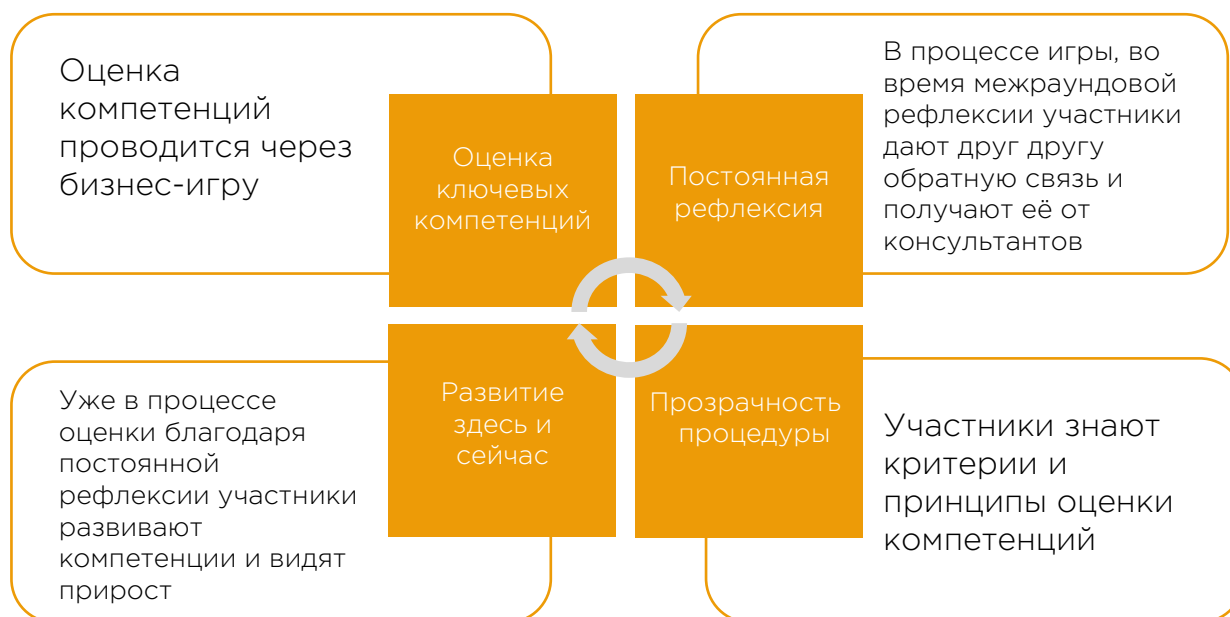 Оценка
компетенций
проводится через
бизнес-игру
Оценка
ключевых
компетенций
Постоянная
рефлексия
В процессе игры, во
время межраундовой
рефлексии участники
дают друг другу
обратную связь и
получают её от
консультантов
Уже в процессе
оценки благодаря
постоянной
рефлексии участники
развивают
компетенции и видят
прирост
Развитие
здесь и
сейчас
Прозрачность
процедуры
Участники знают
критерии и
принципы оценки
компетенций